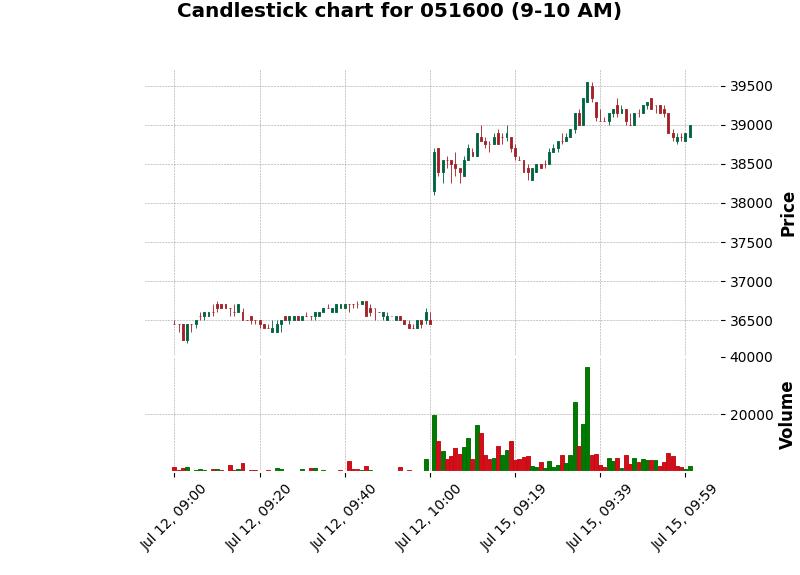 Candlestick chart for 051600 (9-10 AM)
39500
39000
38500
38000
37500
37000
36500
Price
40000
20000
Volume
Jul 12, 09:00
Jul 12, 09:20
Jul 12, 09:40
Jul 12, 10:00
Jul 15, 09:19
Jul 15, 09:39
Jul 15, 09:59